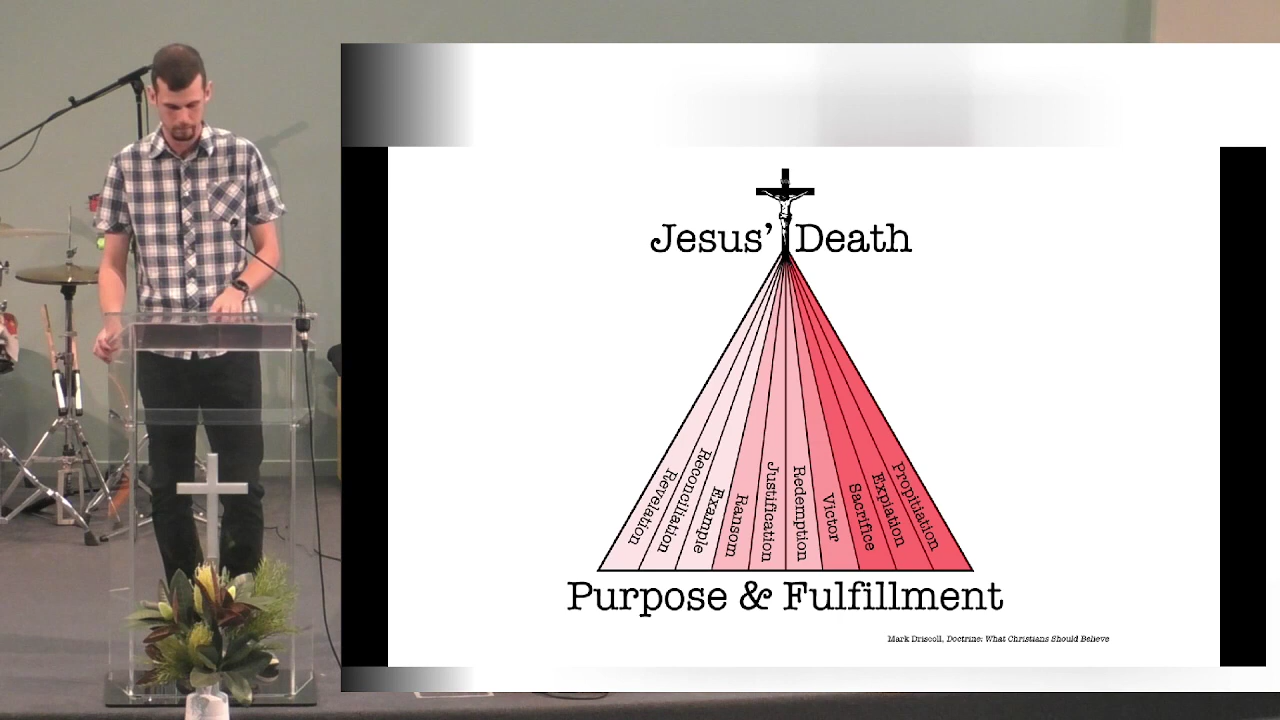 Jesus' Death
Revelation
Reconciliation
Example
Ransom
Justification
Redemption
Victor
Sacrifice
Expiation
Propitiation
Purpose & Fulfillment
Mark Driscoll, Doctrine: What Christians Should Believe